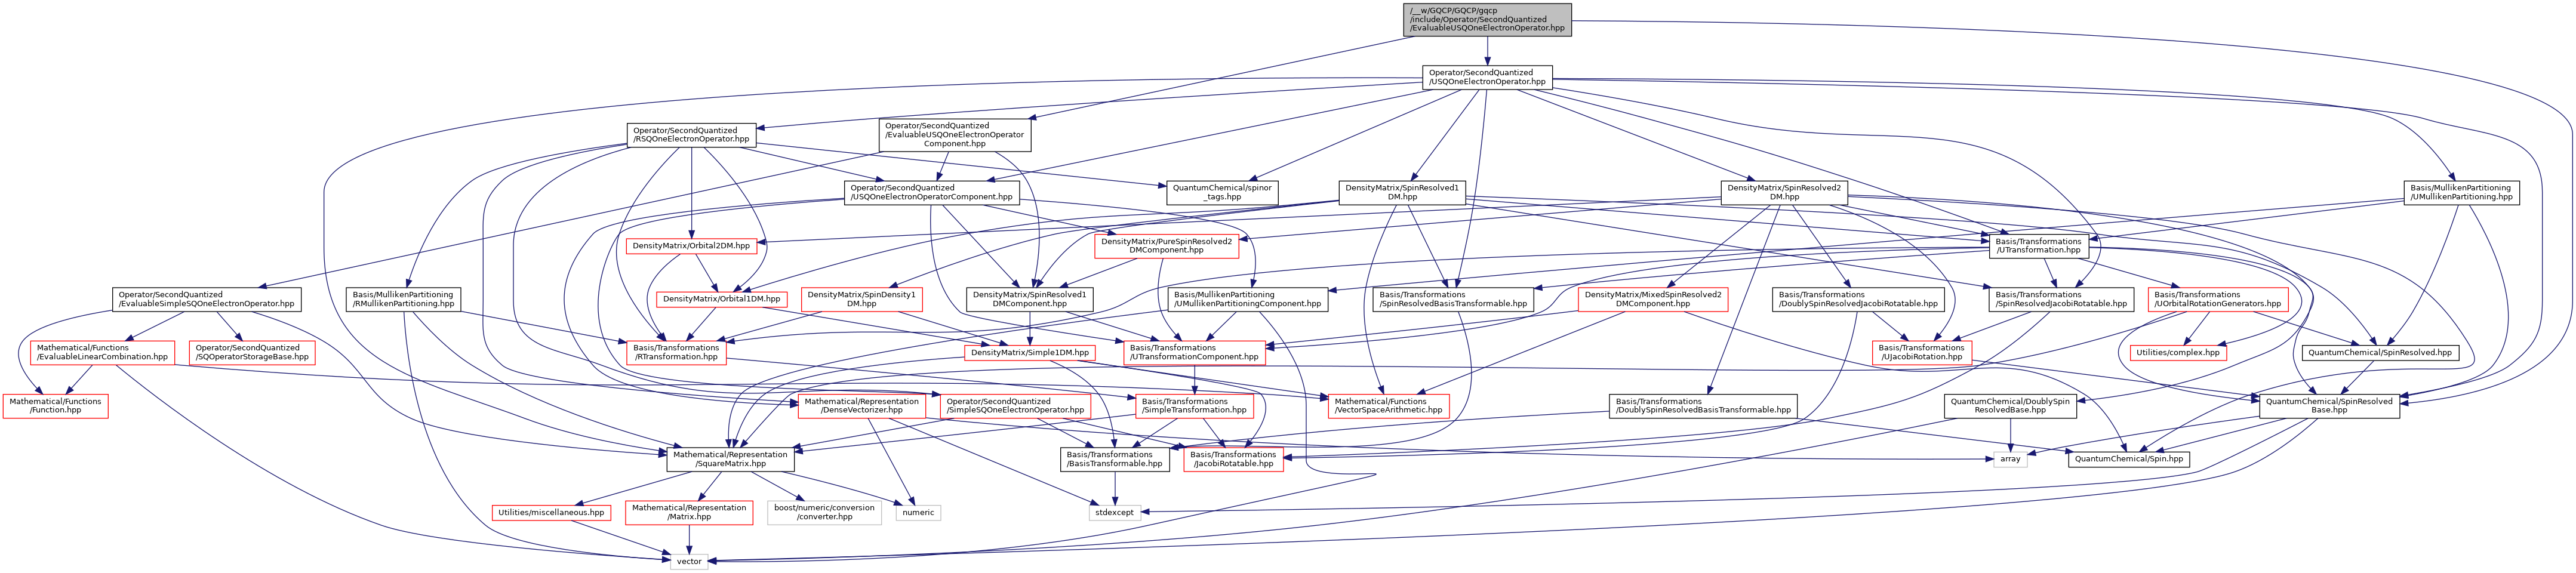 /__w/GQCP/GQCP/gqcp
/include/Operator/SecondQuantized
/EvaluableUSQOneElectronOperator.hpp
Operator/SecondQuantized
/USQOneElectronOperator.hpp
Operator/SecondQuantized
/RSQOneElectronOperator.hpp
Operator/SecondQuantized
/EvaluableUSQOneElectronOperator
Component.hpp
Operator/SecondQuantized
/USQOneElectronOperatorComponent.hpp
QuantumChemical/spinor
_tags.hpp
DensityMatrix/SpinResolved1
DM.hpp
DensityMatrix/SpinResolved2
DM.hpp
Basis/MullikenPartitioning
/UMullikenPartitioning.hpp
DensityMatrix/Orbital2DM.hpp
DensityMatrix/PureSpinResolved2
DMComponent.hpp
Basis/Transformations
/UTransformation.hpp
Operator/SecondQuantized
/EvaluableSimpleSQOneElectronOperator.hpp
Basis/MullikenPartitioning
/RMullikenPartitioning.hpp
DensityMatrix/Orbital1DM.hpp
DensityMatrix/SpinDensity1
DM.hpp
DensityMatrix/SpinResolved1
DMComponent.hpp
Basis/MullikenPartitioning
/UMullikenPartitioningComponent.hpp
Basis/Transformations
/SpinResolvedBasisTransformable.hpp
DensityMatrix/MixedSpinResolved2
DMComponent.hpp
Basis/Transformations
/DoublySpinResolvedJacobiRotatable.hpp
Basis/Transformations
/SpinResolvedJacobiRotatable.hpp
Basis/Transformations
/UOrbitalRotationGenerators.hpp
Mathematical/Functions
/EvaluableLinearCombination.hpp
Operator/SecondQuantized
/SQOperatorStorageBase.hpp
Basis/Transformations
/RTransformation.hpp
DensityMatrix/Simple1DM.hpp
Basis/Transformations
/UTransformationComponent.hpp
Basis/Transformations
/UJacobiRotation.hpp
Utilities/complex.hpp
QuantumChemical/SpinResolved.hpp
Mathematical/Functions
/Function.hpp
Mathematical/Representation
/DenseVectorizer.hpp
Operator/SecondQuantized
/SimpleSQOneElectronOperator.hpp
Basis/Transformations
/SimpleTransformation.hpp
Mathematical/Functions
/VectorSpaceArithmetic.hpp
Basis/Transformations
/DoublySpinResolvedBasisTransformable.hpp
QuantumChemical/DoublySpin
ResolvedBase.hpp
QuantumChemical/SpinResolved
Base.hpp
Mathematical/Representation
/SquareMatrix.hpp
Basis/Transformations
/BasisTransformable.hpp
Basis/Transformations
/JacobiRotatable.hpp
array
QuantumChemical/Spin.hpp
Utilities/miscellaneous.hpp
Mathematical/Representation
/Matrix.hpp
boost/numeric/conversion
/converter.hpp
numeric
stdexcept
vector